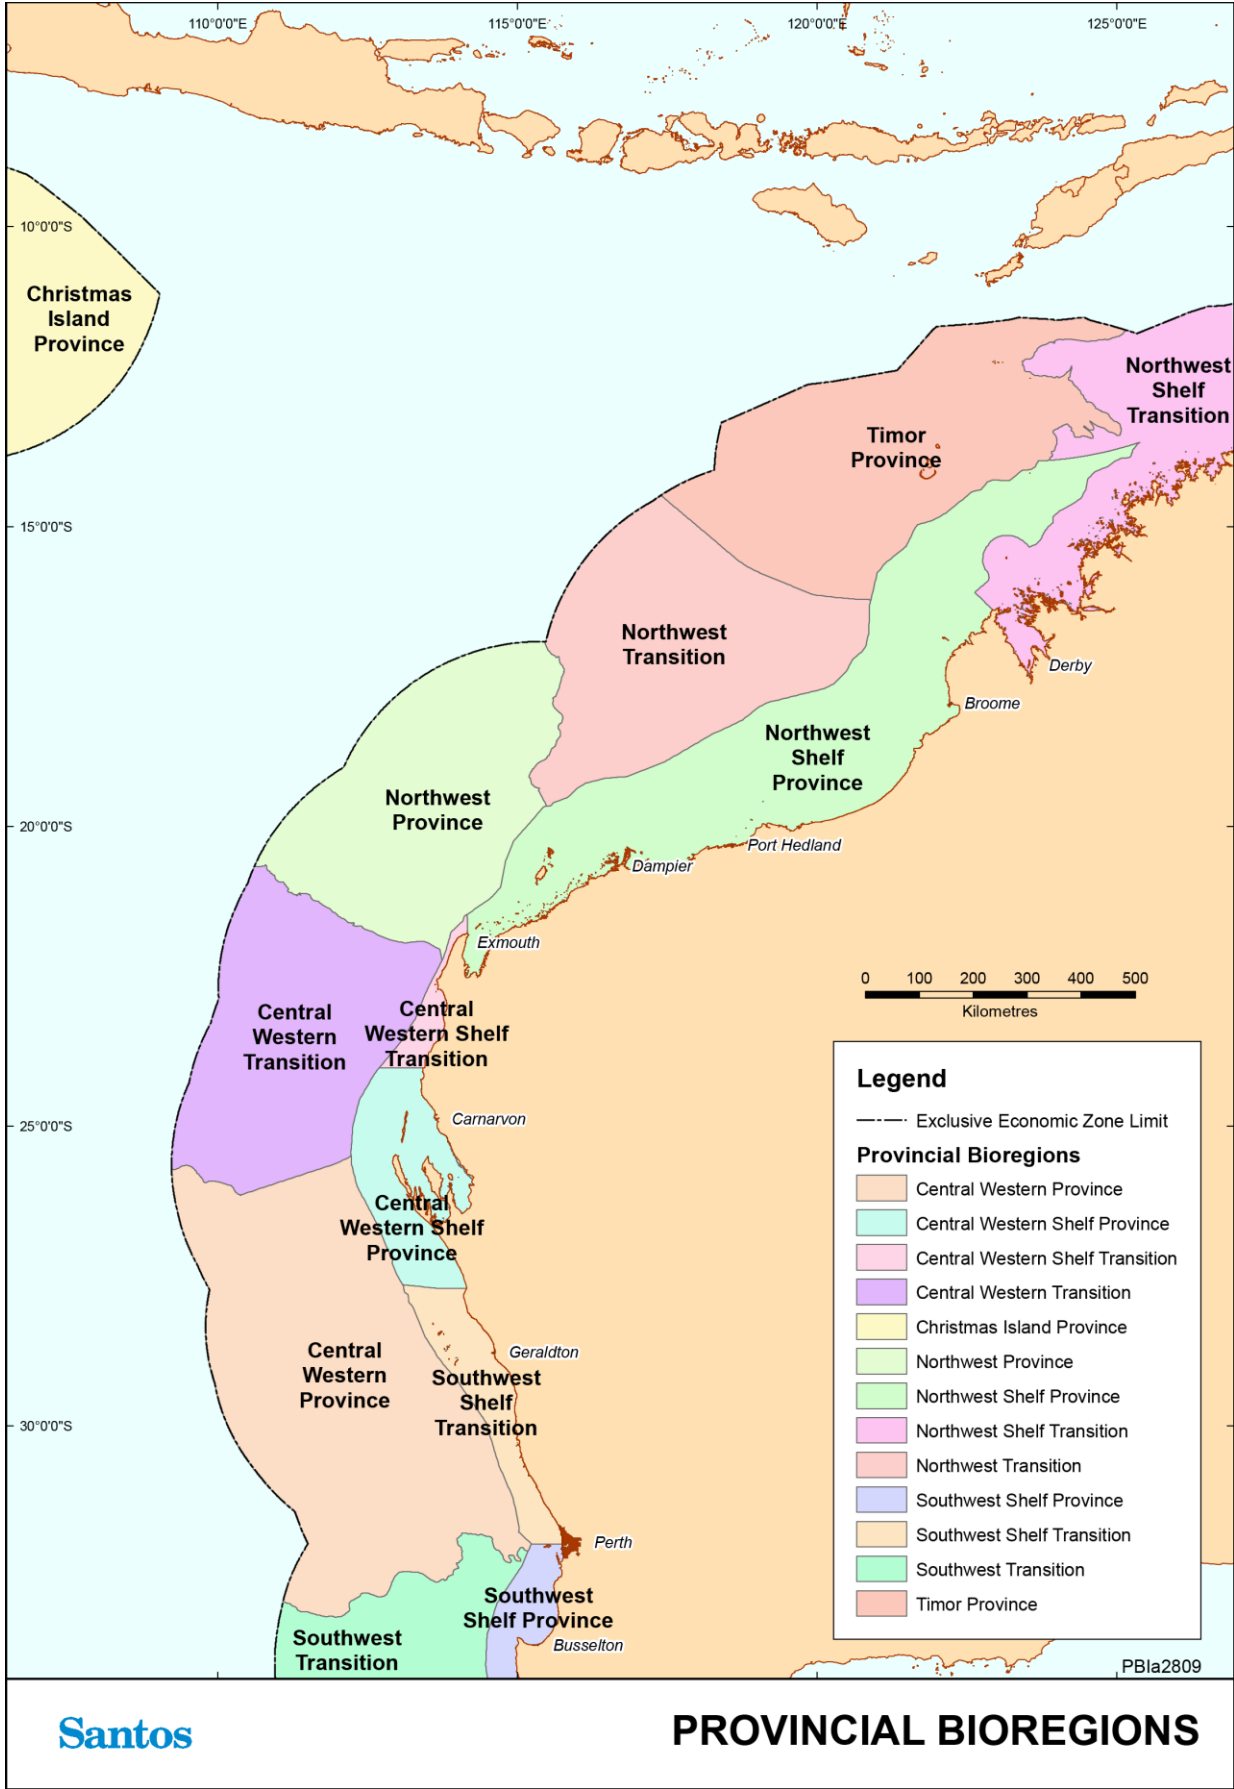 110°0'0"E
115°0'0"E
120°0'0"E
125°0'0"E
10°0'0"S
15°0'0"S
20°0'0"S
25°0'0"S
30°0'0"S
Christmas
Island
Province
Northwest
Shelf
Transition
Timor
Province
Northwest
Transition
Derby
Broome
Northwest
Shelf
Province
Northwest
Province
Port Hedland
Dampier
Exmouth
Central
Western
Transition
Central
Western Shelf
Transition
Carnarvon
Central
Western Shelf
Province
Central
Western
Province
Geraldton
Southwest
Shelf
Transition
Perth
Southwest
Shelf Province
Busselton
Southwest
Transition
0 100 200 300 400 500
Kilometres
Legend
Exclusive Economic Zone Limit
Provincial Bioregions
Central Western Province
Central Western Shelf Province
Central Western Shelf Transition
Central Western Transition
Christmas Island Province
Northwest Province
Northwest Shelf Province
Northwest Shelf Transition
Northwest Transition
Southwest Shelf Province
Southwest Shelf Transition
Southwest Transition
Timor Province
PBIa2809
Santos
PROVINCIAL BIOREGIONS